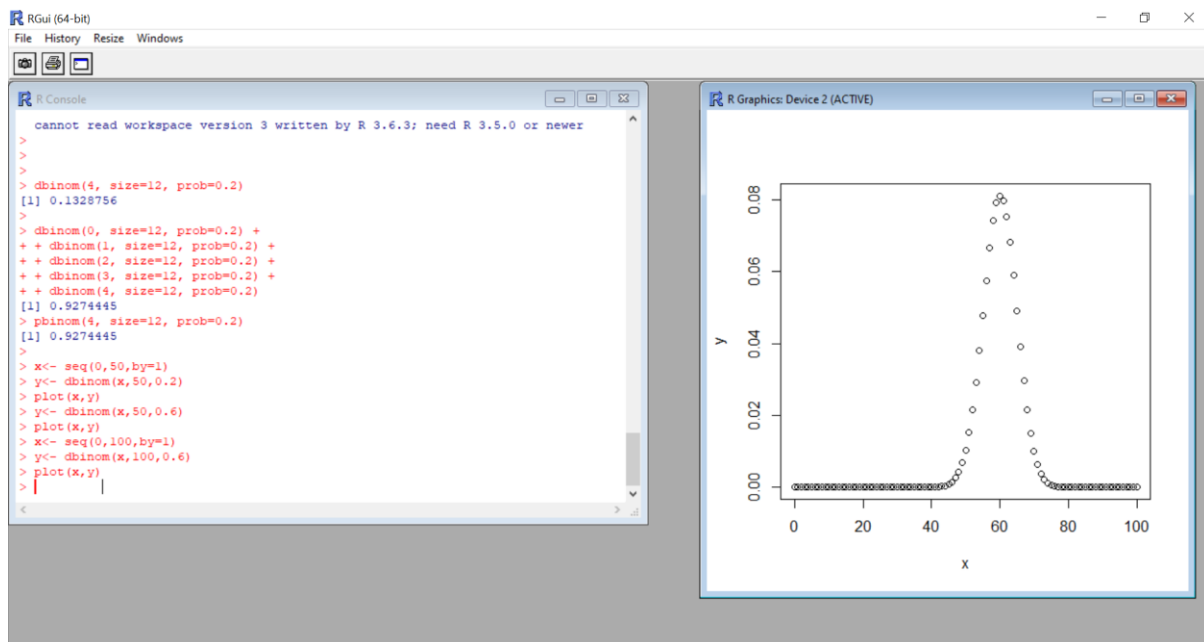 RGui (64-bit)
File History Resize Windows
R Console
cannot read workspace version 3 written by R 3.6.3; need R 3.5.0 or newer
>
>
>
> dbinom(4, size=12, prob=0.2)
[1] 0.1328756
>
> dbinom(0, size=12, prob=0.2) +
+ + dbinom(1, size=12, prob=0.2) +
+ + dbinom(2, size=12, prob=0.2) +
+ + dbinom(3, size=12, prob=0.2) +
+ + dbinom(4, size=12, prob=0.2)
[1] 0.9274445
> pbinom(4, size=12, prob=0.2)
[1] 0.9274445
>
> x<- seq(0,50,by=1)
> y<- dbinom(x,50,0.2)
> plot(x,y)
> y<- dbinom(x,50,0.6)
> plot(x,y)
> x<- seq(0,100,by=1)
> y<- dbinom(x,100,0.6)
> plot(x,y)
>
R Graphics: Device 2 (ACTIVE)
0.08
0.06
0.04
0.02
0.00
y
0 20 40 60 80 100
x